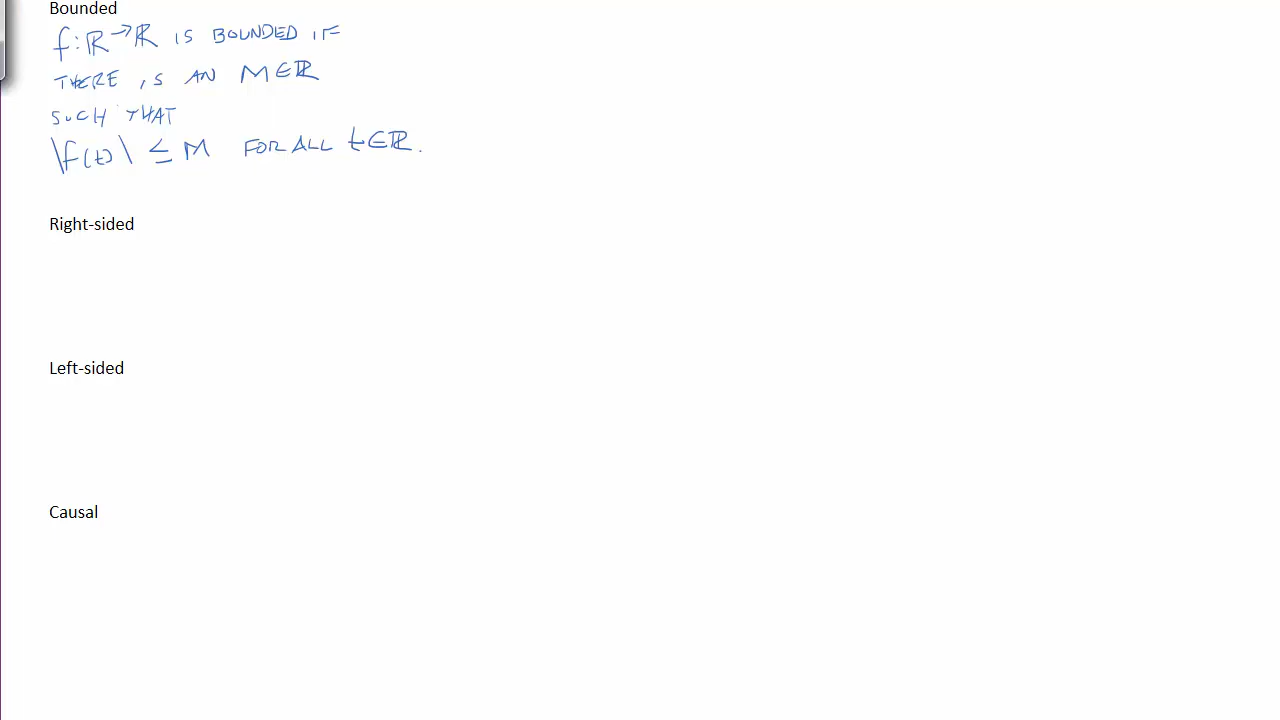 Bounded
f: ℝ→ℝ IS BOUNDED IF
THERE IS AN M∈ℝ
SUCH THAT
|f(t)| ≤ M FOR ALL t∈ℝ.
Right-sided
Left-sided
Causal